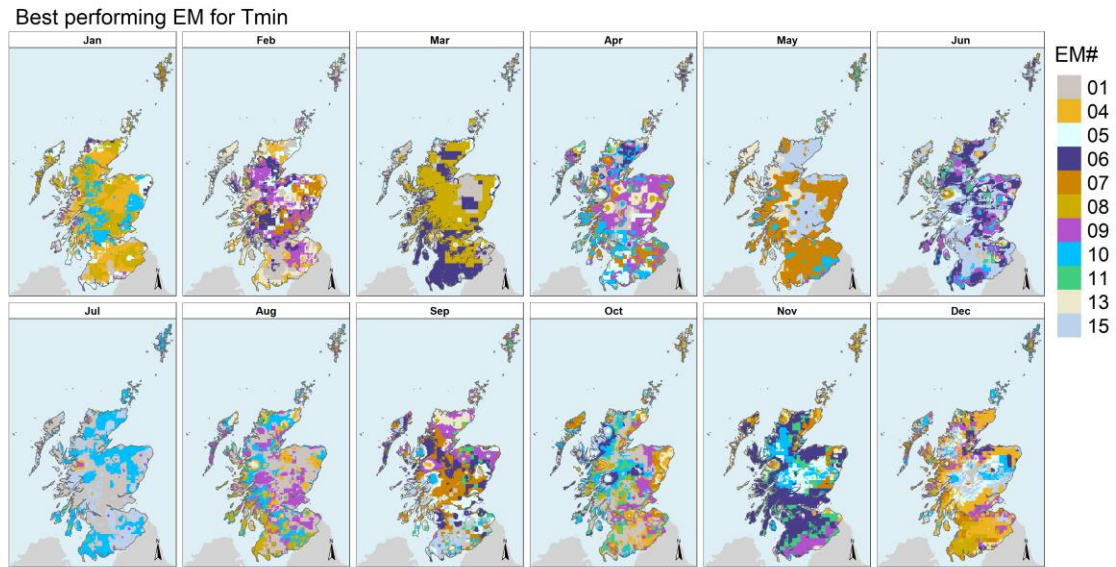 Best performing EM for Tmin
Jan
Feb
Mar
Apr
May
Jun
Jul
Aug
Sep
Oct
Nov
Dec
EM#
01
04
05
06
07
08
09
10
11
13
15